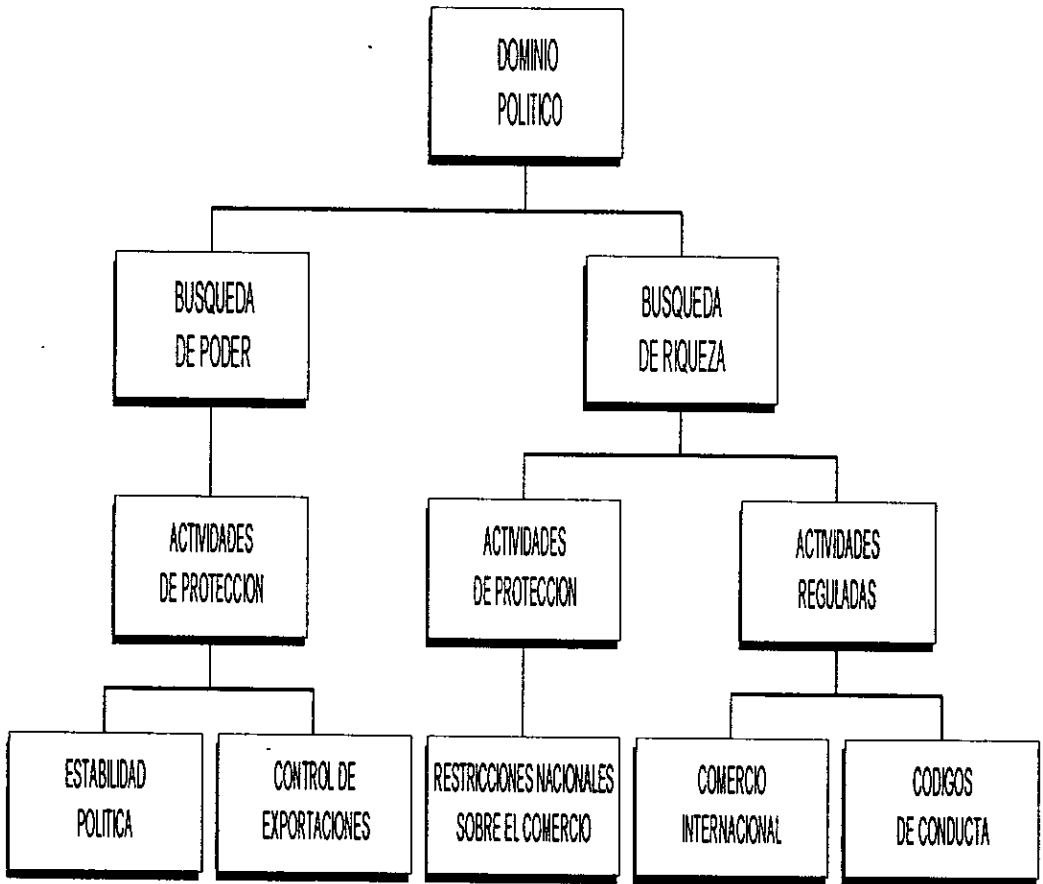 DOMINIO
POLITICO
BUSQUEDA
DE PODER
BUSQUEDA
DE RIQUEZA
ACTIVIDADES
DE PROTECCION
ACTIVIDADES
DE PROTECCION
ACTIVIDADES
REGULADAS
ESTABILIDAD
POLITICA
CONTROL DE
EXPORTACIONES
RESTRICCIONES NACIONALES
SOBRE EL COMERCIO
COMERCIO
INTERNACIONAL
CODIGOS
DE CONDUCTA